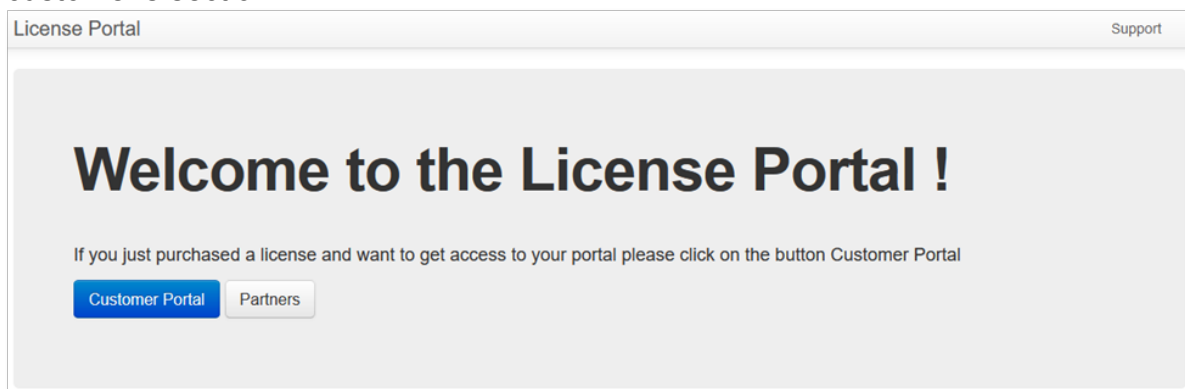 License Portal
Support
Welcome to the License Portal !
If you just purchased a license and want to get access to your portal please click on the button Customer Portal
Customer Portal
Partners